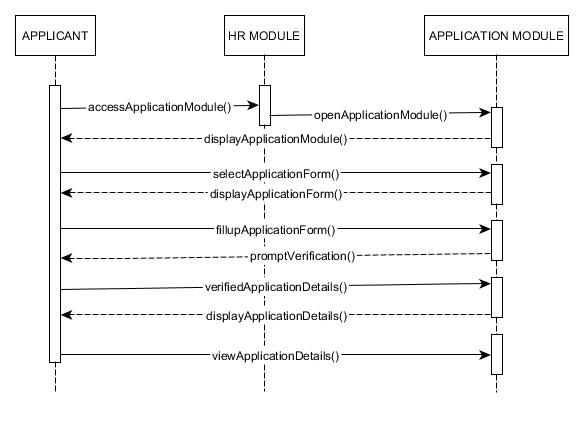 APPLICANT
HR MODULE
APPLICATION MODULE
accessApplicationModule()
openApplicationModule()
displayApplicationModule()
selectApplicationForm()
displayApplicationForm()
fillupApplicationForm()
promptVerification()
verifiedApplicationDetails()
displayApplicationDetails()
viewApplicationDetails()